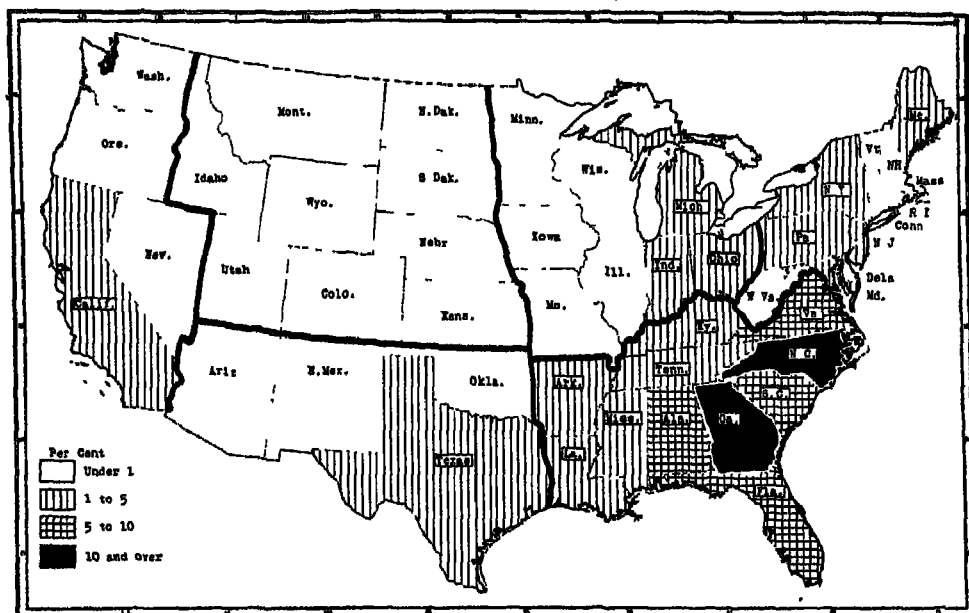 Wash.
Mont.
N.Dak.
Minn.
Me.
Ore.
Idaho
S Dak.
Wis.
Vt
NH
Mass
Wyo.
Mich
N Y
R I
Conn
Nev.
Utah
Nebr
Iowa
Ill.
Ind.
Ohio
Pa
N J
Dela
Md.
Calif.
Colo.
Kans.
Mo.
W Va.
Va
Ky.
Ariz
N.Mex.
Okla.
Ark.
Tenn.
N C.
S.C.
Texas
La.
Miss.
Ala.
Ga.
Fla.
Per Cent
Under 1
1 to 5
5 to 10
10 and over